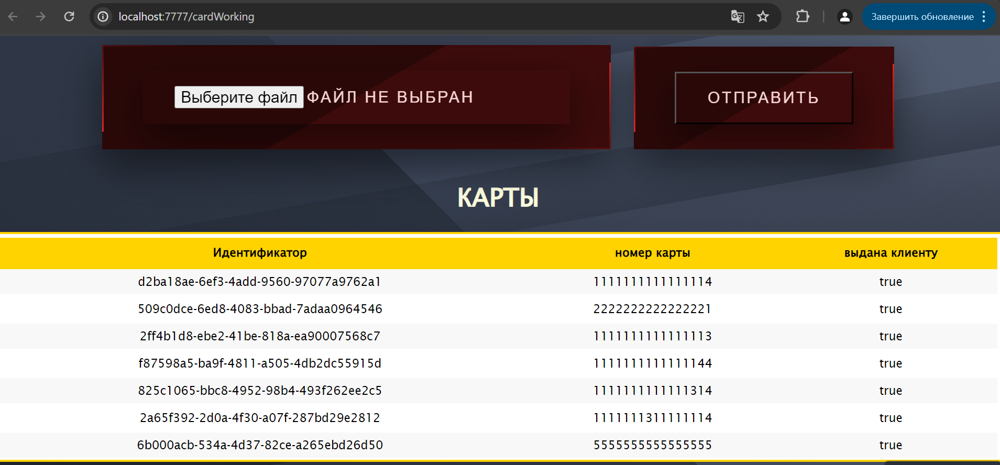 localhost:7777/cardWorking
Завершить обновление
Выберите файл ФАЙЛ НЕ ВЫБРАН
ОТПРАВИТЬ
КАРТЫ
Идентификатор номер карты выдана клиенту
d2ba18ae-6ef3-4add-9560-97077a9762a1 1111111111111114 true
509c0dce-6ed8-4083-bbad-7adaa0964546 2222222222222221 true
2ff4b1d8-ebe2-41be-818a-ea90007568c7 1111111111111113 true
f87598a5-ba9f-4811-a505-4db2dc55915d 1111111111111144 true
825c1065-bbc8-4952-98b4-493f262ee2c5 1111111111111314 true
2a65f392-2d0a-4f30-a07f-287bd29e2812 1111111311111114 true
6b000acb-534a-4d37-82ce-a265ebd26d50 5555555555555555 true